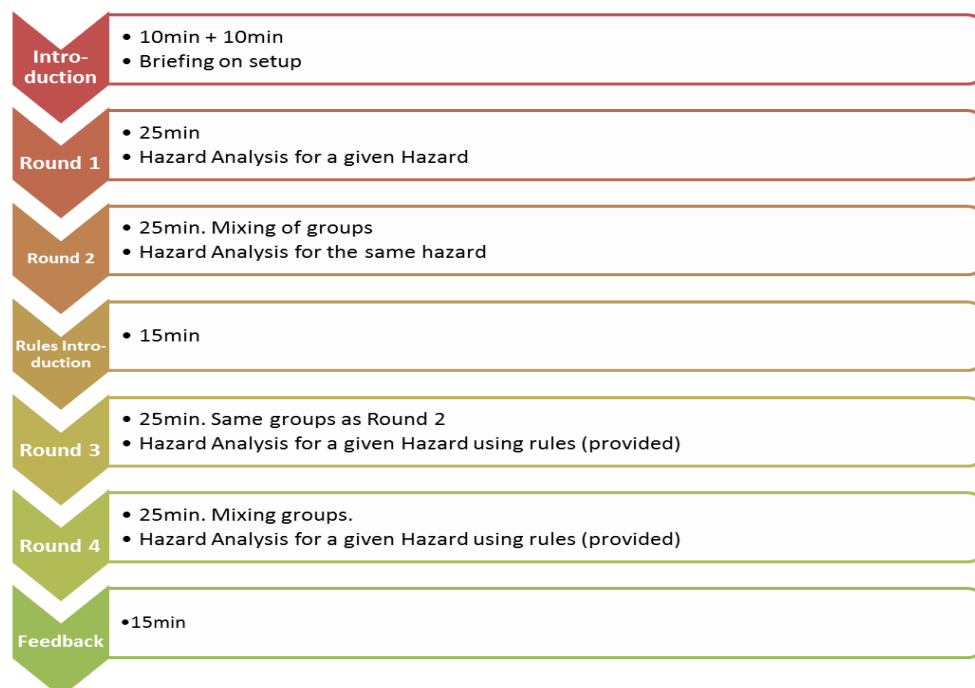 Intro-
duction
• 10min + 10min
• Briefing on setup
Round 1
• 25min
• Hazard Analysis for a given Hazard
Round 2
• 25min. Mixing of groups
• Hazard Analysis for the same hazard
Rules Intro-
duction
• 15min
Round 3
• 25min. Same groups as Round 2
• Hazard Analysis for a given Hazard using rules (provided)
Round 4
• 25min. Mixing groups.
• Hazard Analysis for a given Hazard using rules (provided)
Feedback
•15min